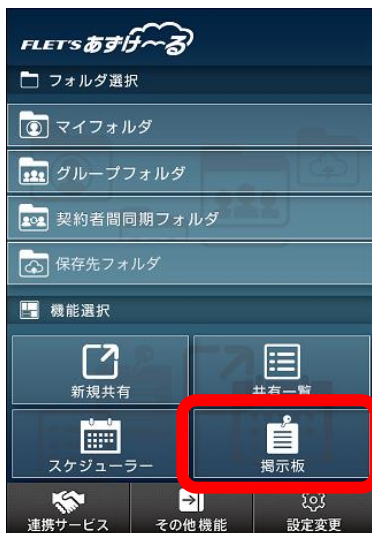 FLET'S あずけ〜る
フォルダ選択
マイフォルダ
グループフォルダ
契約者間同期フォルダ
保存先フォルダ
機能選択
新規共有
共有一覧
スケジューラー
掲示板
連携サービス
その他機能
設定変更